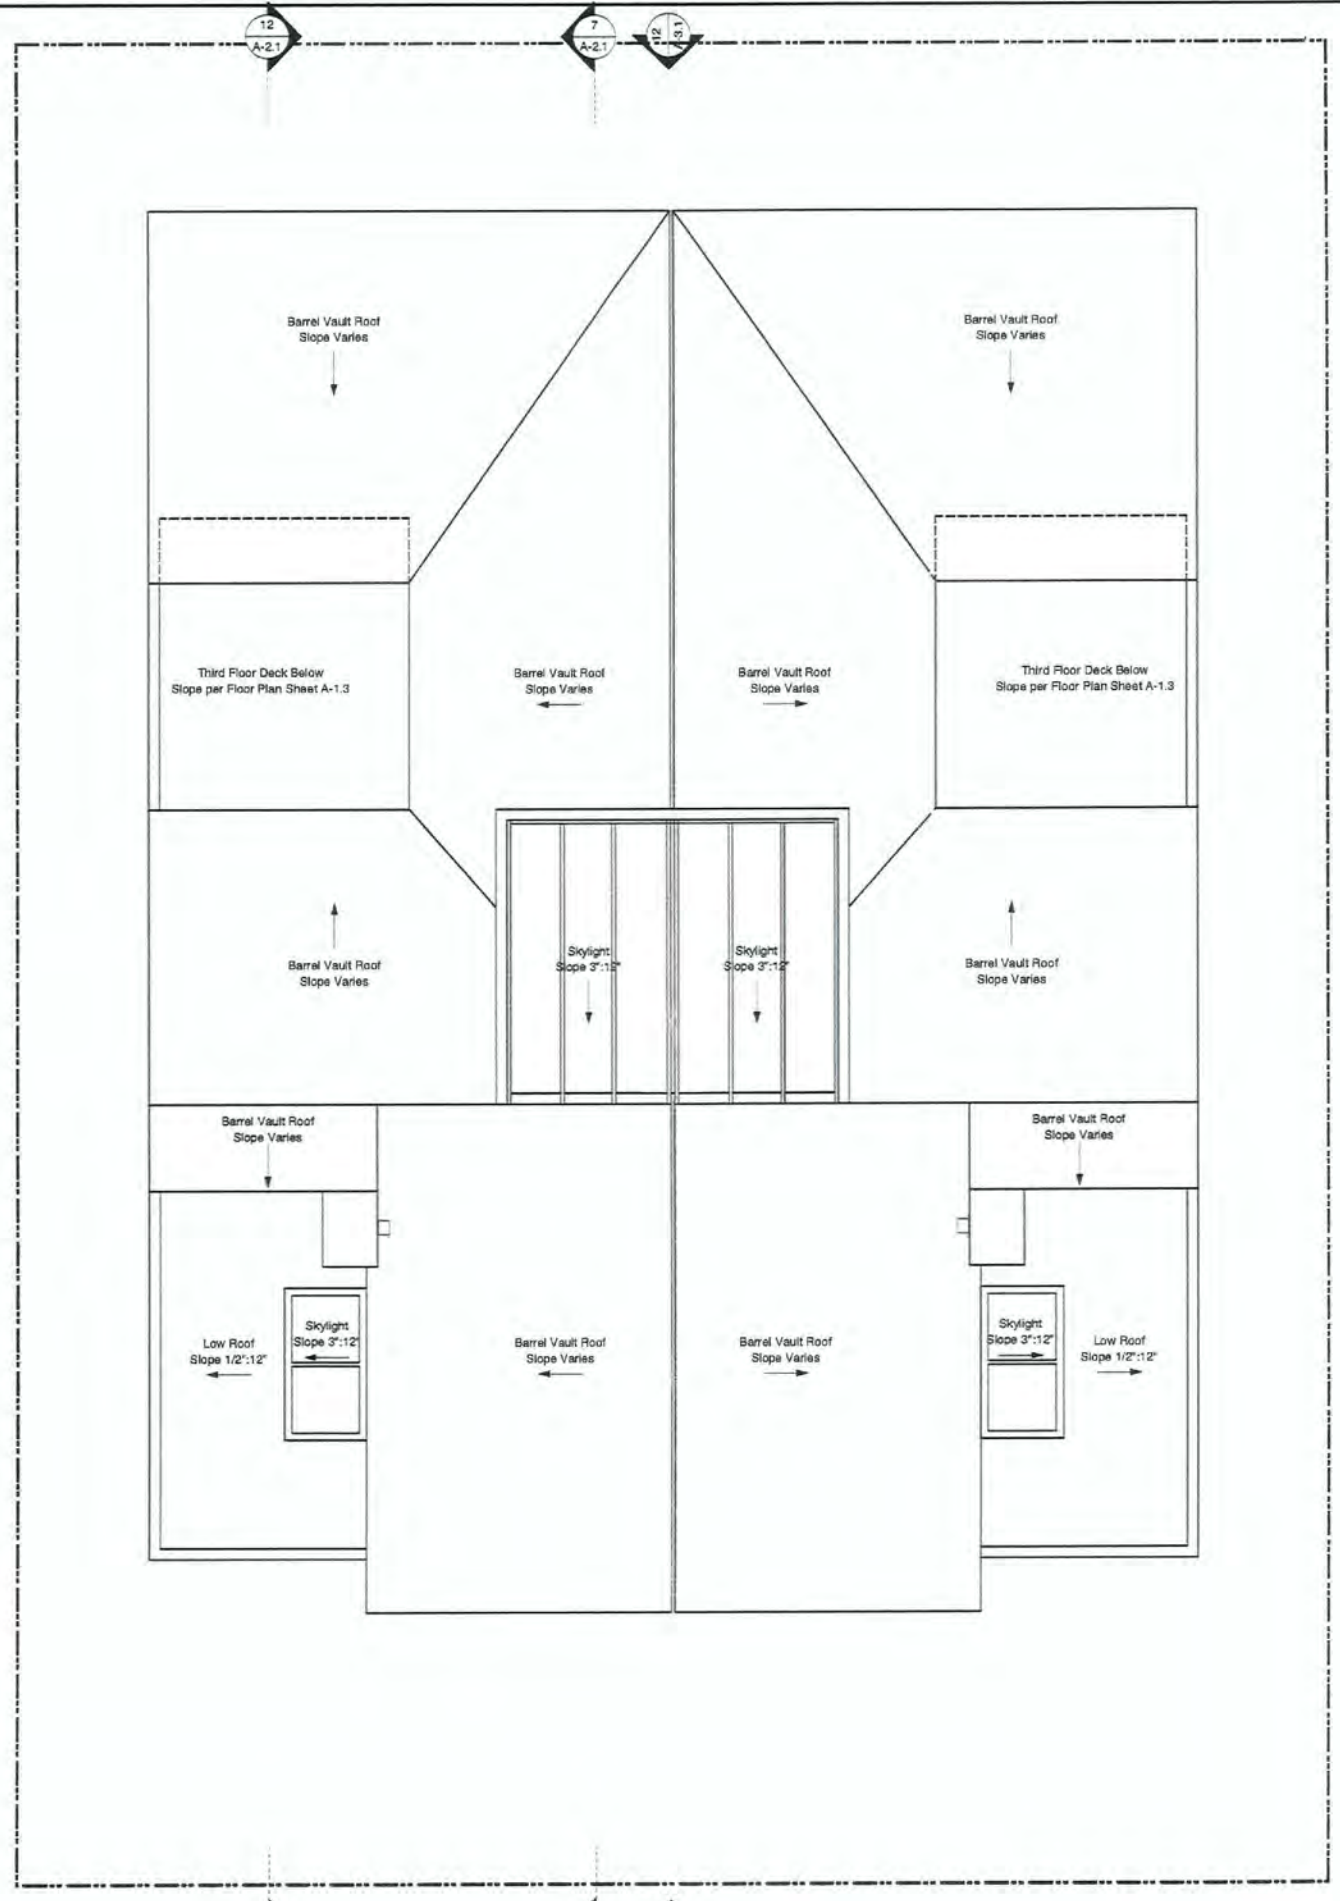 12
A-2.1
7
A-2.1
12
A-3.1
Barrel Vault Roof
Slope Varies
Barrel Vault Roof
Slope Varies
Third Floor Deck Below
Slope per Floor Plan Sheet A-1.3
Barrel Vault Roof
Slope Varies
Barrel Vault Roof
Slope Varies
Third Floor Deck Below
Slope per Floor Plan Sheet A-1.3
Barrel Vault Roof
Slope Varies
Skylight
Slope 3":12"
Skylight
Slope 3":12"
Barrel Vault Roof
Slope Varies
Barrel Vault Roof
Slope Varies
Barrel Vault Roof
Slope Varies
Low Roof
Slope 1/2":12"
Skylight
Slope 3":12"
Barrel Vault Roof
Slope Varies
Barrel Vault Roof
Slope Varies
Skylight
Slope 3":12"
Low Roof
Slope 1/2":12"